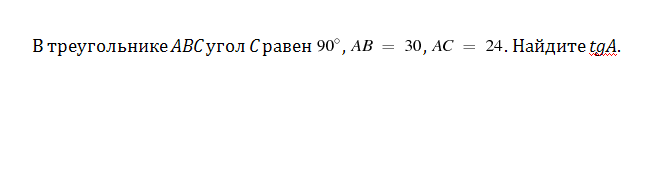 В треугольнике ABC угол C равен 90°, AB = 30, AC = 24. Найдите tgA.